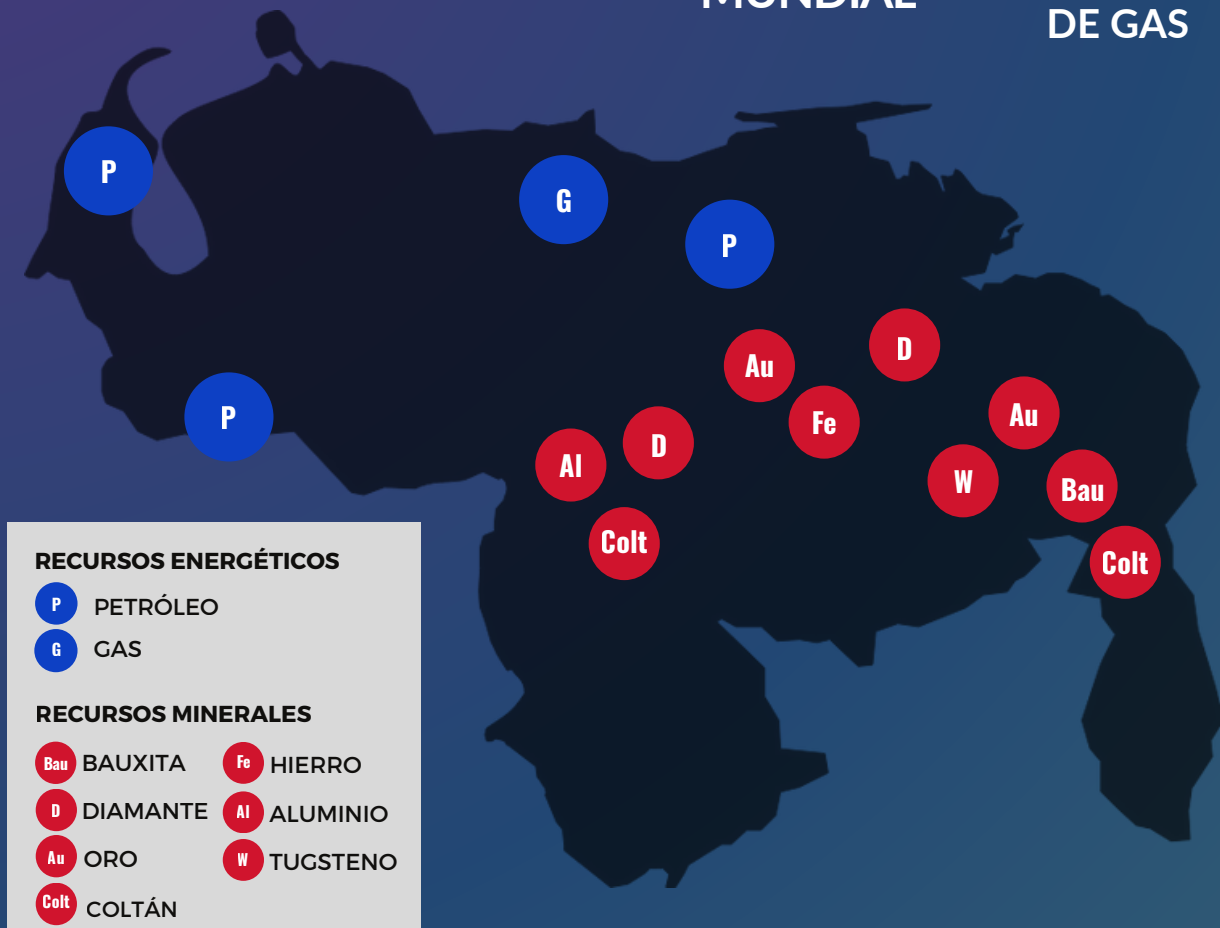 MUNDIAL
DE GAS
P
G
P
P
Au
D
Fe
Au
D
Al
W
Bau
Colt
Colt
RECURSOS ENERGÉTICOS
P PETRÓLEO
G GAS
RECURSOS MINERALES
Bau BAUXITA Fe HIERRO
D DIAMANTE Al ALUMINIO
Au ORO W TUGSTENO
Colt COLTÁN